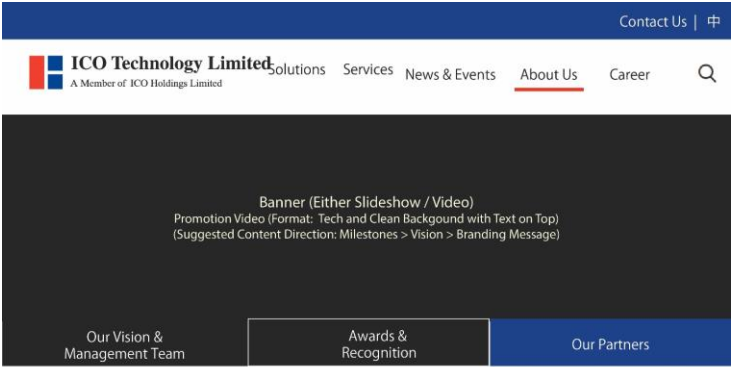 Contact Us | 中
ICO Technology Limited
A Member of ICO Holdings Limited
Solutions Services News & Events About Us Career
Banner (Either Slideshow / Video)
Promotion Video (Format: Tech and Clean Backgound with Text on Top)
(Suggested Content Direction: Milestones > Vision > Branding Message)
Our Vision &
Management Team
Awards &
Recognition
Our Partners